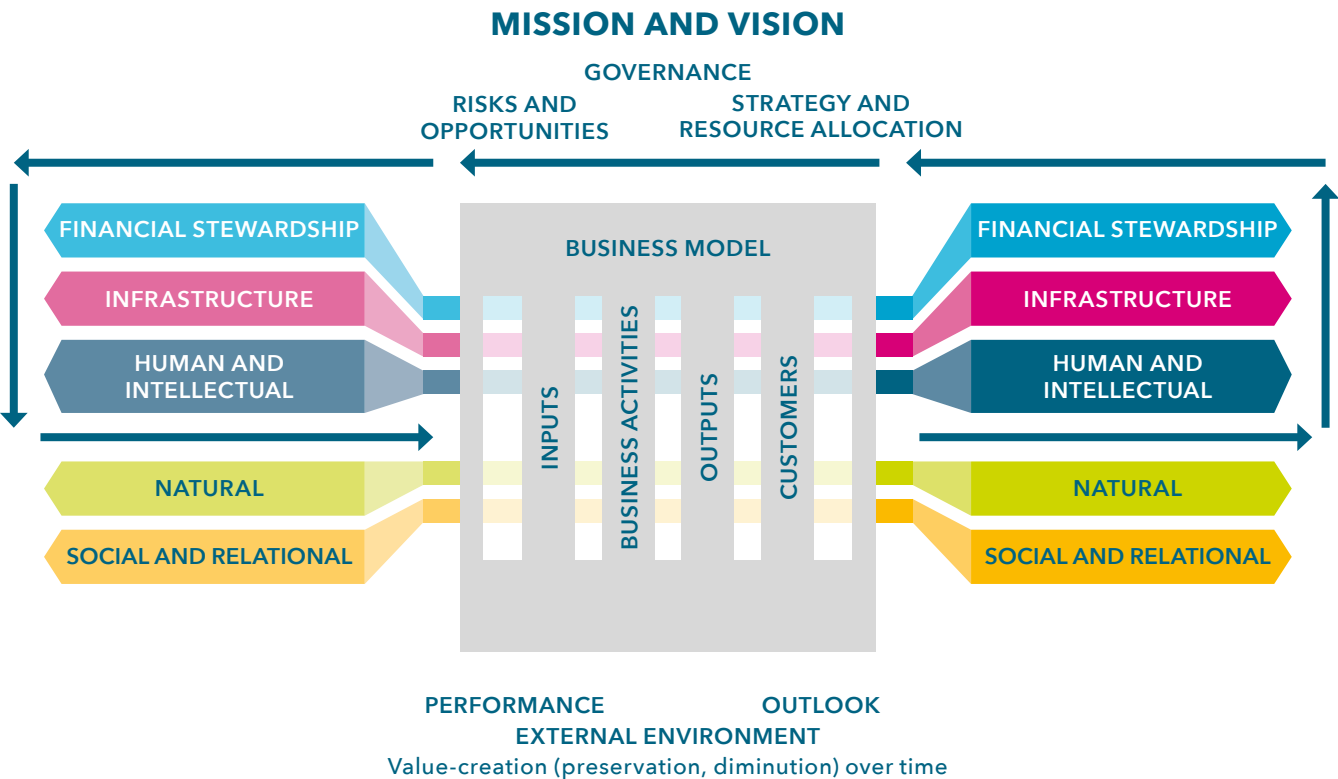 MISSION AND VISION
GOVERNANCE
RISKS AND
OPPORTUNITIES
STRATEGY AND
RESOURCE ALLOCATION
FINANCIAL STEWARDSHIP
INFRASTRUCTURE
HUMAN AND
INTELLECTUAL
NATURAL
SOCIAL AND RELATIONAL
BUSINESS MODEL
INPUTS
BUSINESS ACTIVITIES
OUTPUTS
CUSTOMERS
FINANCIAL STEWARDSHIP
INFRASTRUCTURE
HUMAN AND
INTELLECTUAL
NATURAL
SOCIAL AND RELATIONAL
PERFORMANCE
OUTLOOK
EXTERNAL ENVIRONMENT
Value-creation (preservation, diminution) over time